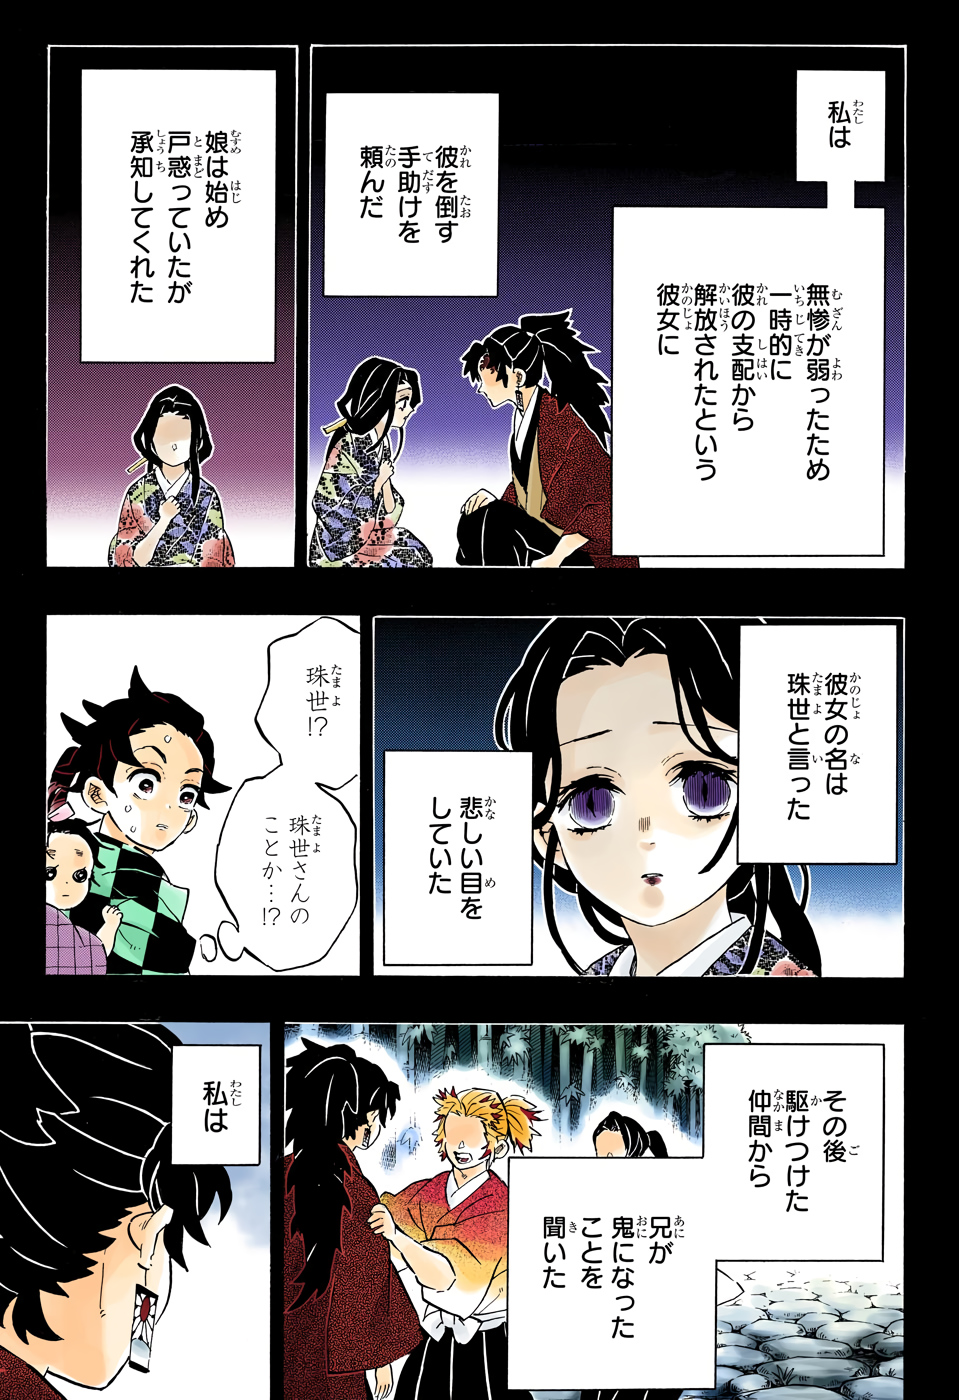 私は
無惨が弱ったため
一時的に
彼の支配から
解放されたという
彼女に
彼を倒す
手助けを
頼んだ
娘は始め
戸惑っていたが
承知してくれた
彼女の名は
珠世と言った
悲しい目を
していた
珠世!?
珠世さんの
ことか…!?
その後
駆けつけた
仲間から
兄が
鬼になった
ことを
聞いた
私は